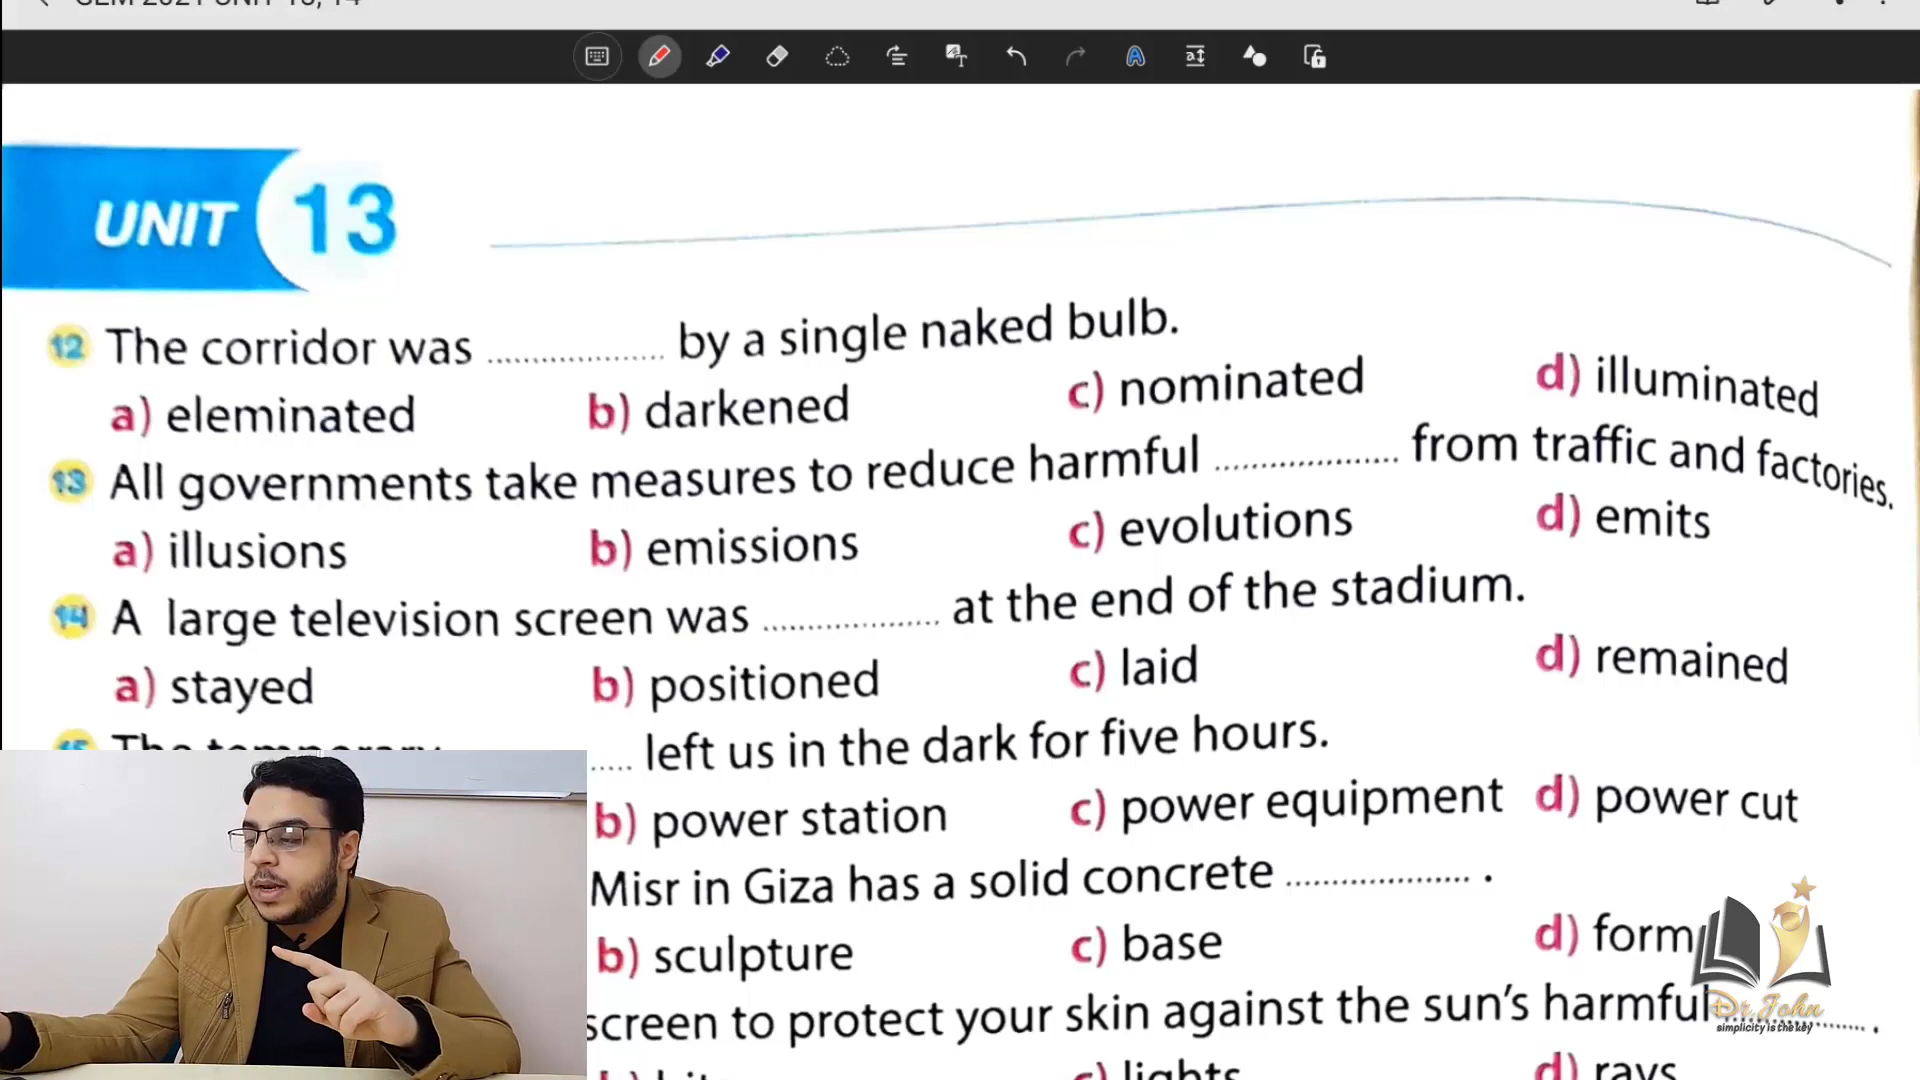 UNIT 13
12 The corridor was .................... by a single naked bulb.
a) eleminated b) darkened c) nominated d) illuminated
13 All governments take measures to reduce harmful .................... from traffic and factories.
a) illusions b) emissions c) evolutions d) emits
14 A large television screen was .................... at the end of the stadium.
a) stayed b) positioned c) laid d) remained
15 The temporary ..... left us in the dark for five hours.
b) power station c) power equipment d) power cut
Misr in Giza has a solid concrete .................... .
b) sculpture c) base d) form
screen to protect your skin against the sun's harmful .................... .
c) lights d) rays
Dr. John
simplicity is the key